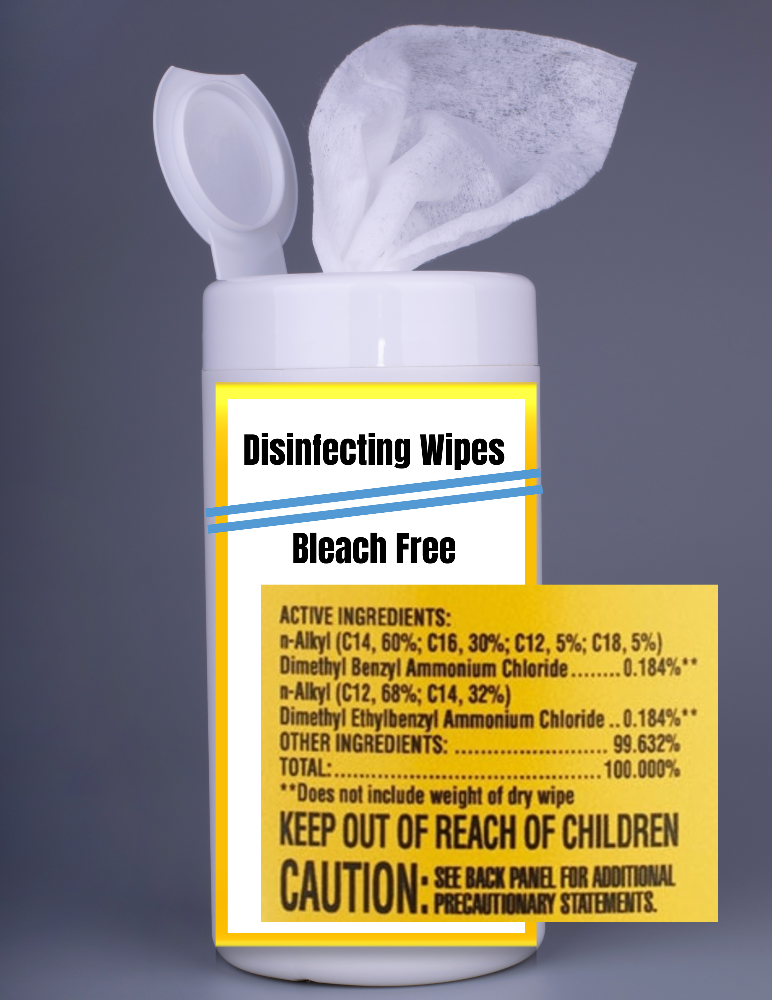 Disinfecting Wipes
Bleach Free
ACTIVE INGREDIENTS:
n-Alkyl (C14, 60%; C16, 30%; C12, 5%; C18, 5%)
Dimethyl Benzyl Ammonium Chloride........0.184%**
n-Alkyl (C12, 68%; C14, 32%)
Dimethyl Ethylbenzyl Ammonium Chloride ..0.184%**
OTHER INGREDIENTS: ........................ 99.632%
TOTAL:..........................................100.000%
**Does not include weight of dry wipe
KEEP OUT OF REACH OF CHILDREN
CAUTION: SEE BACK PANEL FOR ADDITIONAL
PRECAUTIONARY STATEMENTS.